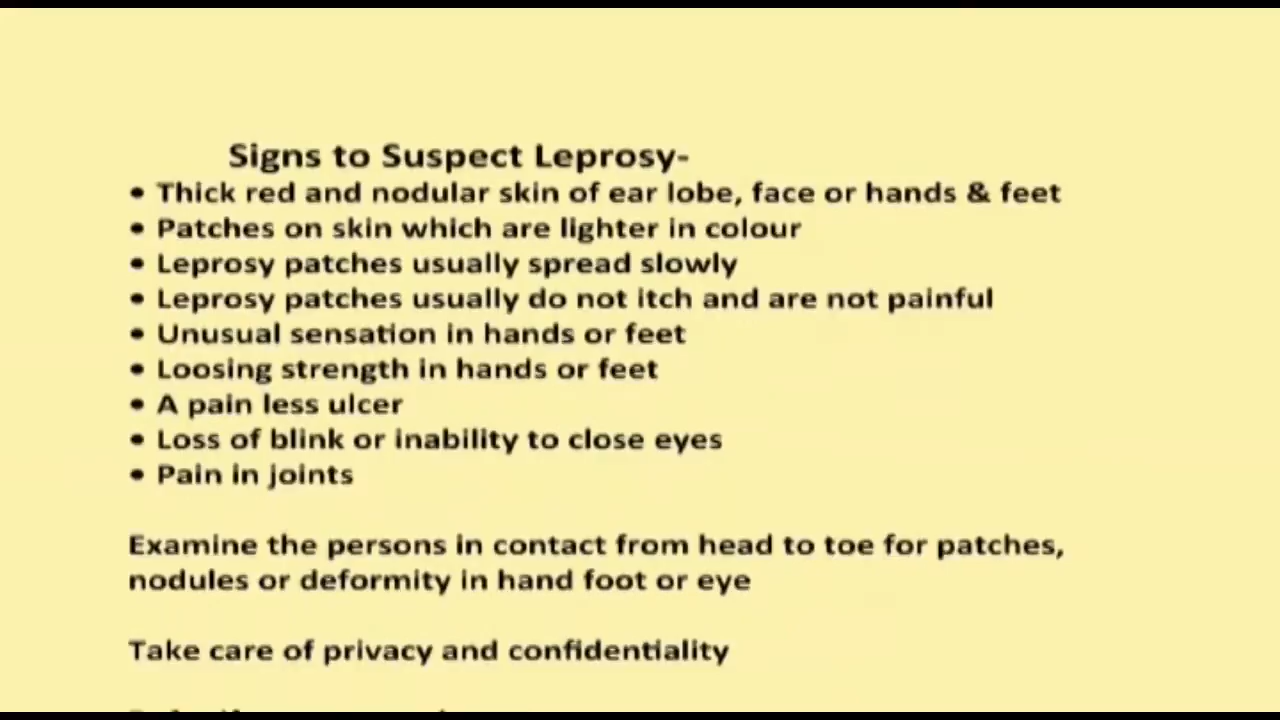 Signs to Suspect Leprosy-
• Thick red and nodular skin of ear lobe, face or hands & feet
• Patches on skin which are lighter in colour
• Leprosy patches usually spread slowly
• Leprosy patches usually do not itch and are not painful
• Unusual sensation in hands or feet
• Loosing strength in hands or feet
• A pain less ulcer
• Loss of blink or inability to close eyes
• Pain in joints
Examine the persons in contact from head to toe for patches,
nodules or deformity in hand foot or eye
Take care of privacy and confidentiality